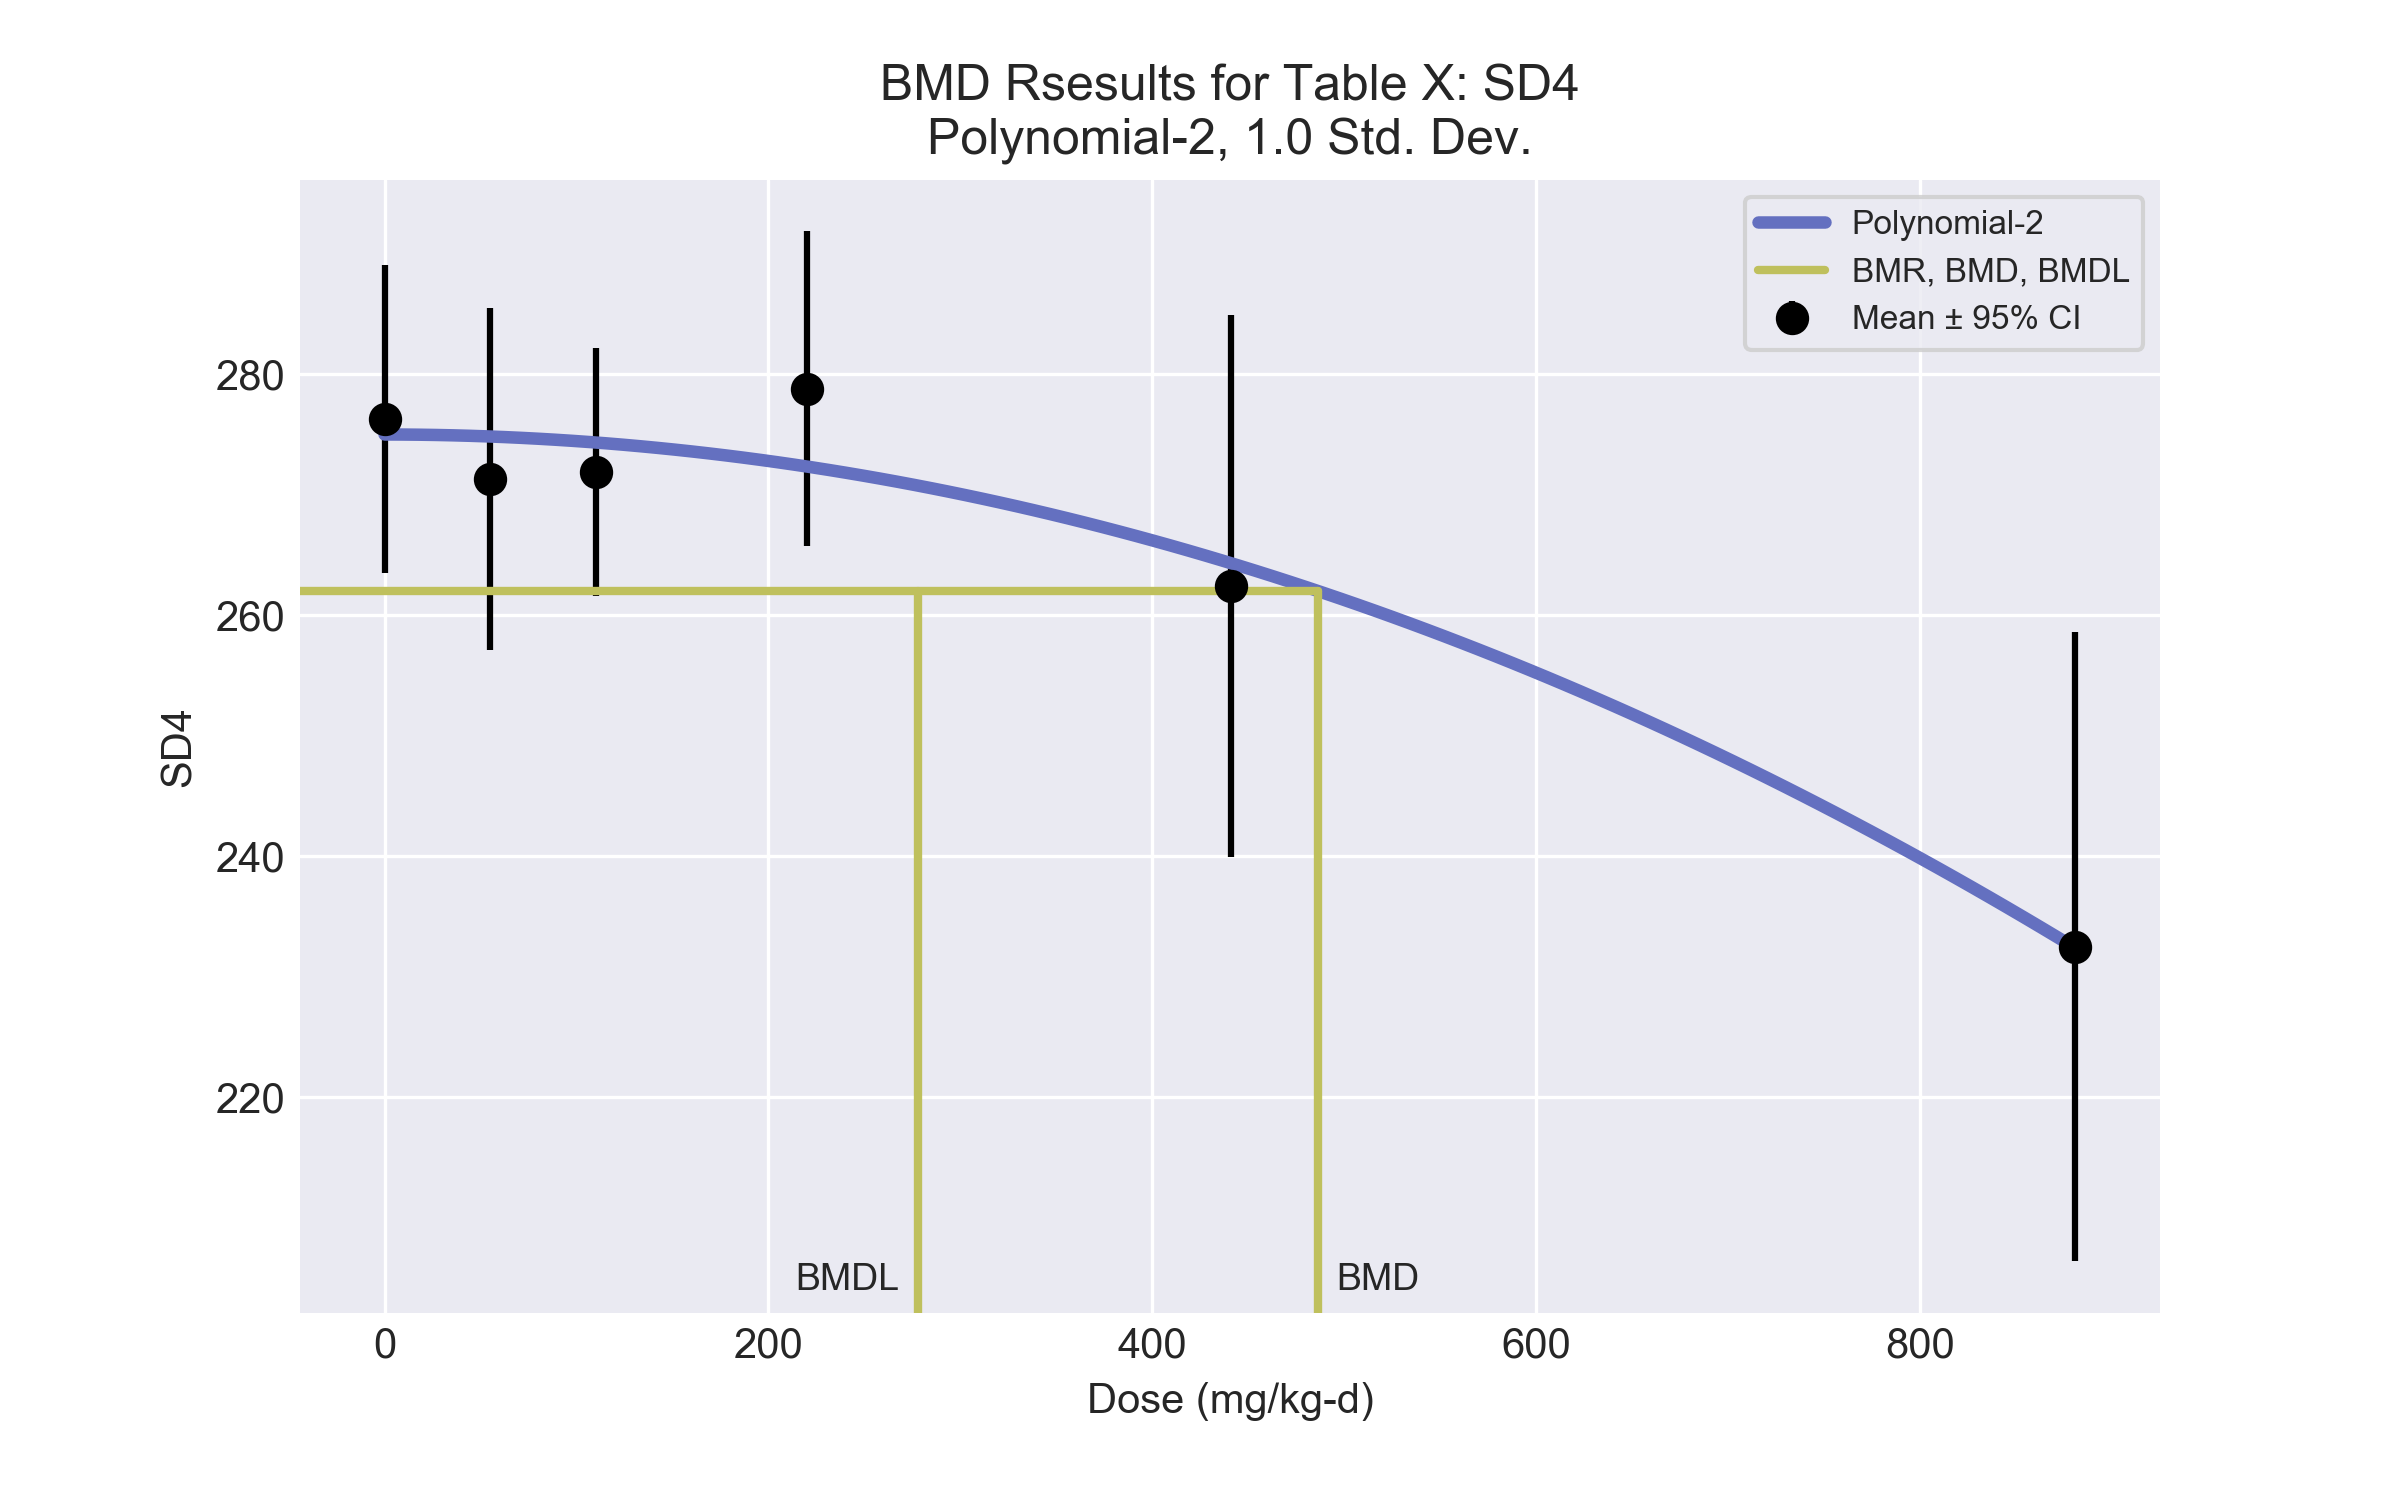 BMD Rsesults for Table X: SD4
Polynomial-2, 1.0 Std. Dev.
Polynomial-2
BMR, BMD, BMDL
Mean ± 95% CI
280
260
240
220
SD4
BMDL
BMD
0
200
400
600
800
Dose (mg/kg-d)